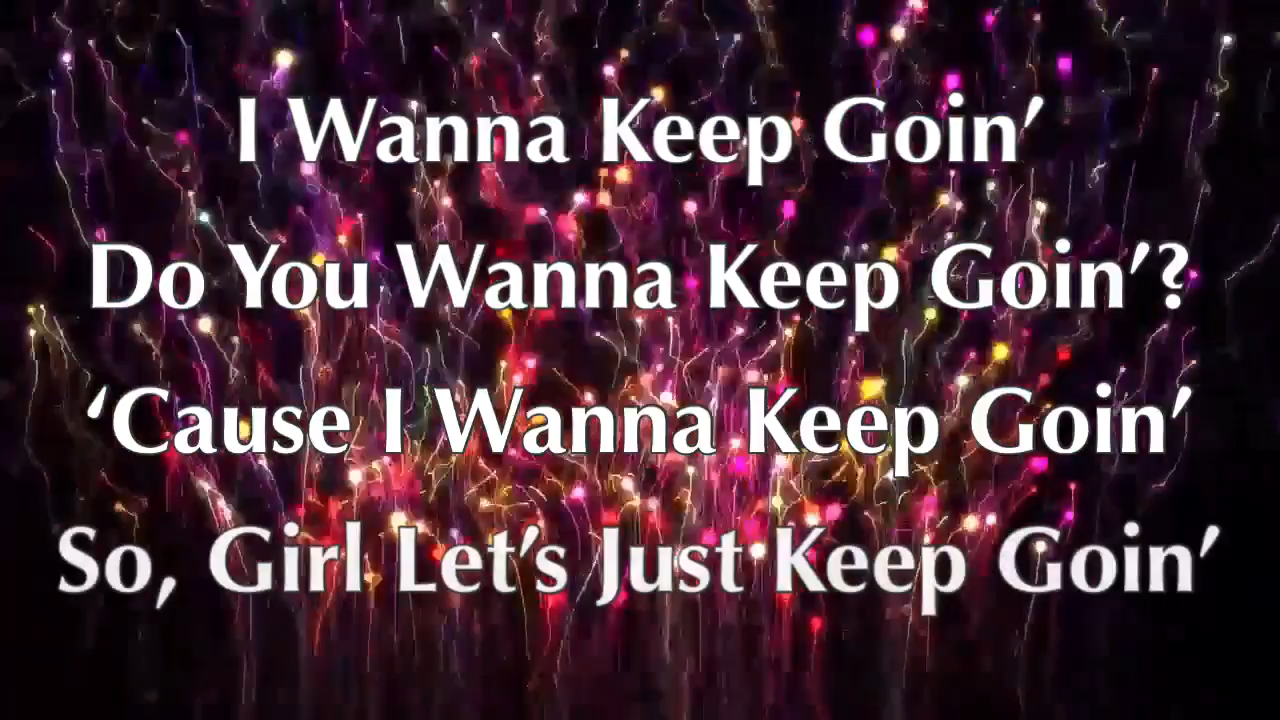 I Wanna Keep Goin’
Do You Wanna Keep Goin’?
‘Cause I Wanna Keep Goin’
So, Girl Let’s Just Keep Goin’